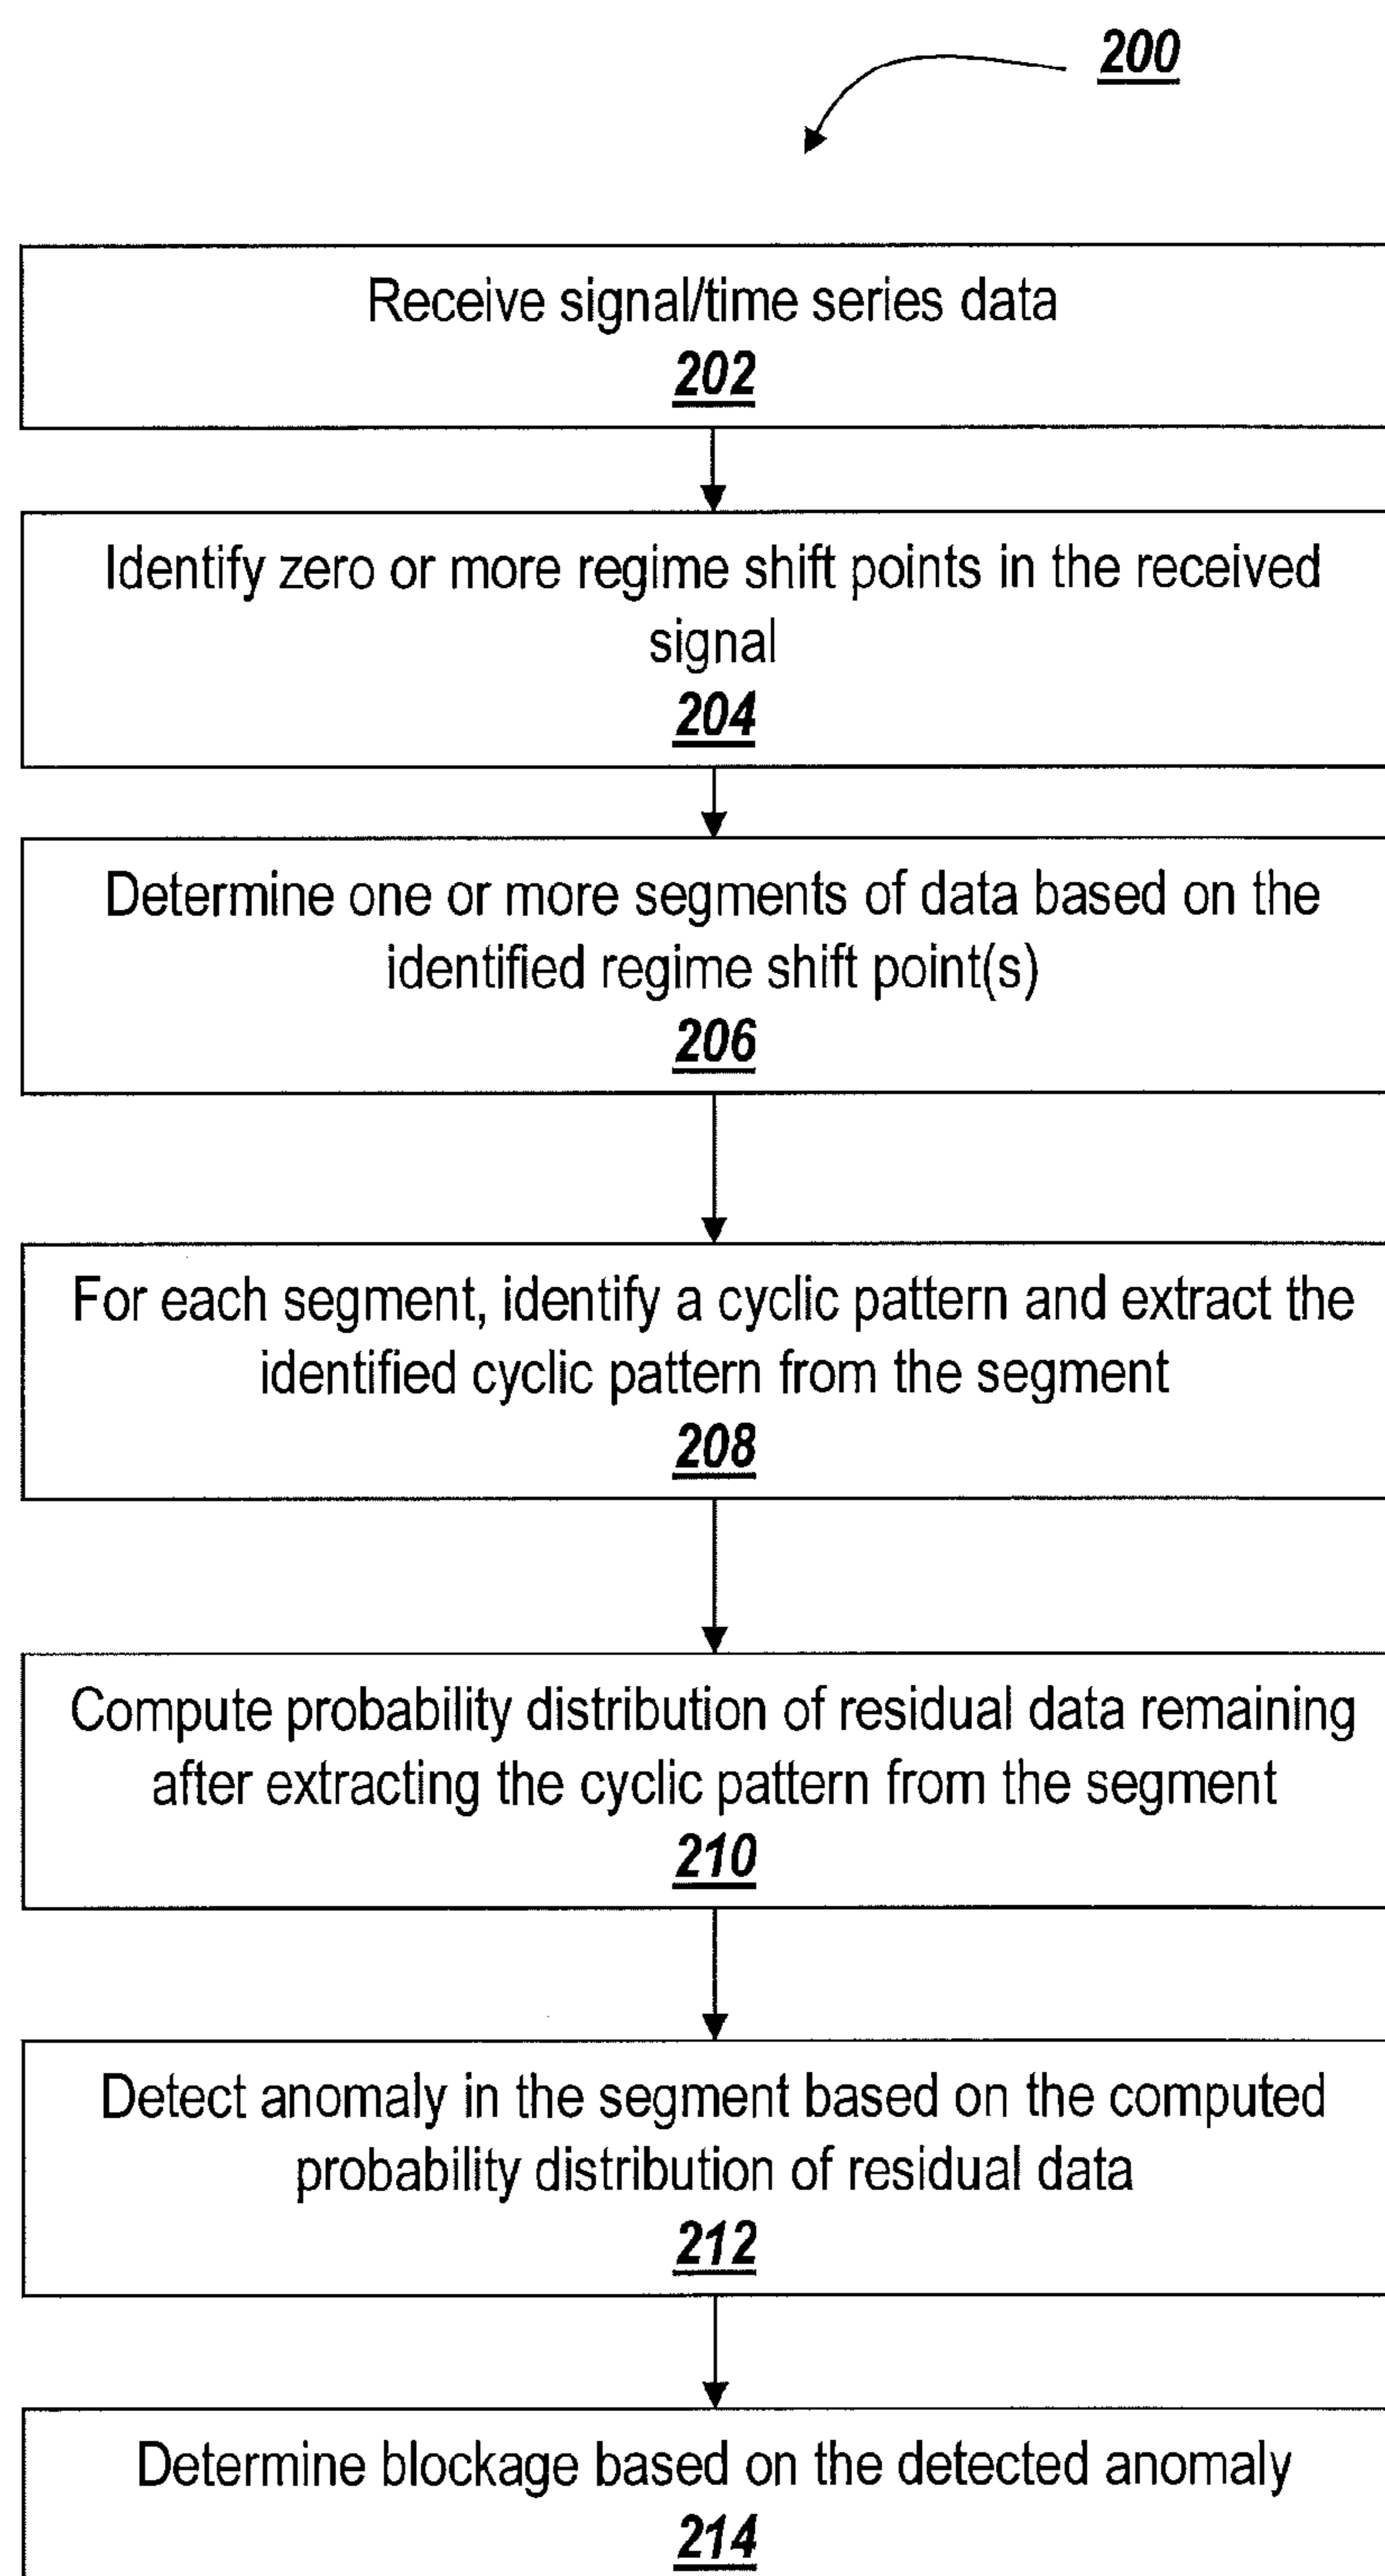 200
Receive signal/time series data
202
Identify zero or more regime shift points in the received
signal
204
Determine one or more segments of data based on the
identified regime shift point(s)
206
For each segment, identify a cyclic pattern and extract the
identified cyclic pattern from the segment
208
Compute probability distribution of residual data remaining
after extracting the cyclic pattern from the segment
210
Detect anomaly in the segment based on the computed
probability distribution of residual data
212
Determine blockage based on the detected anomaly
214